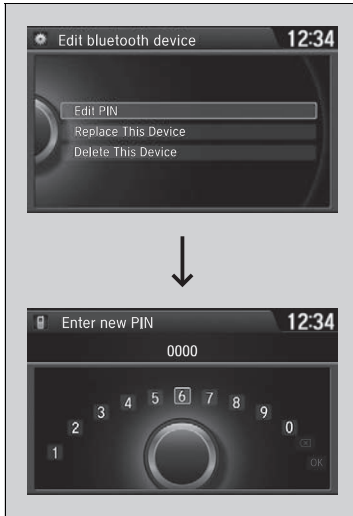 Edit bluetooth device 12:34
Edit PIN
Replace This Device
Delete This Device
Enter new PIN 12:34
0000
1 2 3 4 5 6 7 8 9 0
OK